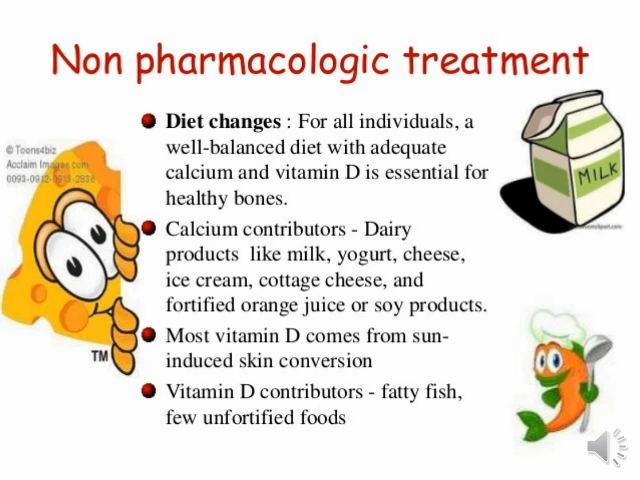 Non pharmacologic treatment
Diet changes : For all individuals, a
well-balanced diet with adequate
calcium and vitamin D is essential for
healthy bones.
Calcium contributors - Dairy
products like milk, yogurt, cheese,
ice cream, cottage cheese, and
fortified orange juice or soy products.
Most vitamin D comes from sun-
induced skin conversion
Vitamin D contributors - fatty fish,
few unfortified foods
© Toons4biz
Acclaim Images.com
TM
MILK